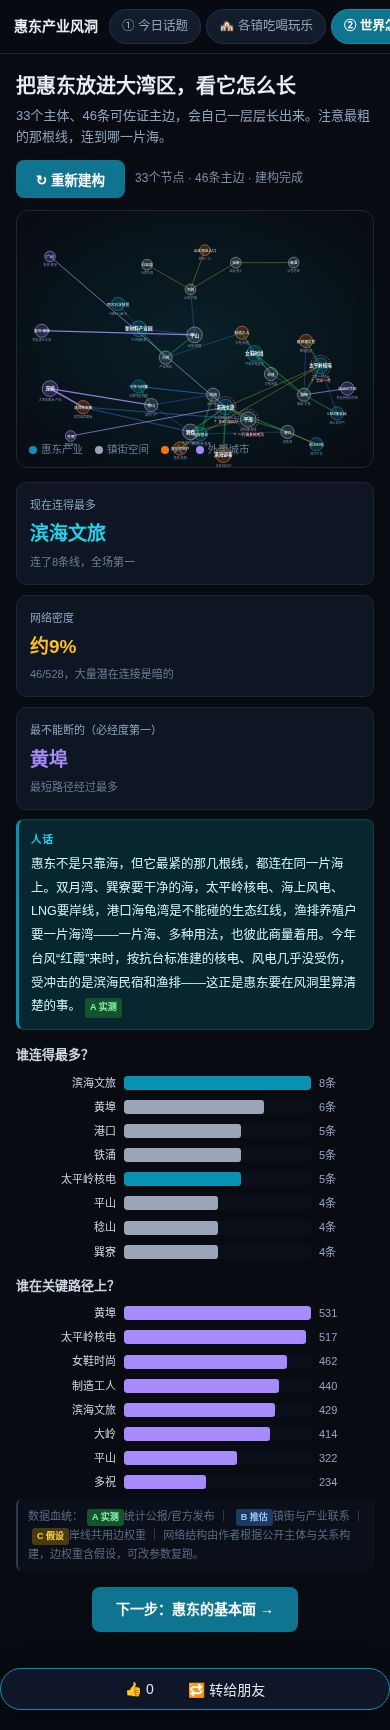 惠东产业风洞
① 今日话题
🏘️ 各镇吃喝玩乐
② 世界怎
把惠东放进大湾区，看它怎么长
33个主体、46条可佐证主边，会自己一层层长出来。注意最粗
的那根线，连到哪一片海。
↻ 重新建构
33个节点 · 46条主边 · 建构完成
新材料产业园
平山
女鞋时尚
太平岭核电
滨海文旅
惠东产业
镇街空间
外部城市
现在连得最多
滨海文旅
连了8条线，全场第一
网络密度
约9%
46/528，大量潜在连接是暗的
最不能断的（必经度第一）
黄埠
最短路径经过最多
人话
惠东不是只靠海，但它最紧的那几根线，都连在同一片海
上。双月湾、巽寮要干净的海，太平岭核电、海上风电、
LNG要岸线，港口海龟湾是不能碰的生态红线，渔排养殖户
要一片海湾——一片海、多种用法，也彼此商量着用。今年
台风“红霞”来时，按抗台标准建的核电、风电几乎没受伤，
受冲击的是滨海民宿和渔排——这正是惠东要在风洞里算清
楚的事。 A 实测
谁连得最多？
滨海文旅 8条
黄埠 6条
港口 5条
铁涌 5条
太平岭核电 5条
平山 4条
稔山 4条
巽寮 4条
谁在关键路径上？
黄埠 531
太平岭核电 517
女鞋时尚 462
制造工人 440
滨海文旅 429
大岭 414
平山 322
多祝 234
数据血统： A 实测 统计公报/官方发布 ｜ B 推估 镇街与产业联系 ｜
C 假设 岸线共用边权重 ｜ 网络结构由作者根据公开主体与关系构
建，边权重含假设，可改参数复跑。
下一步：惠东的基本面 →
👍 0
🔁 转给朋友